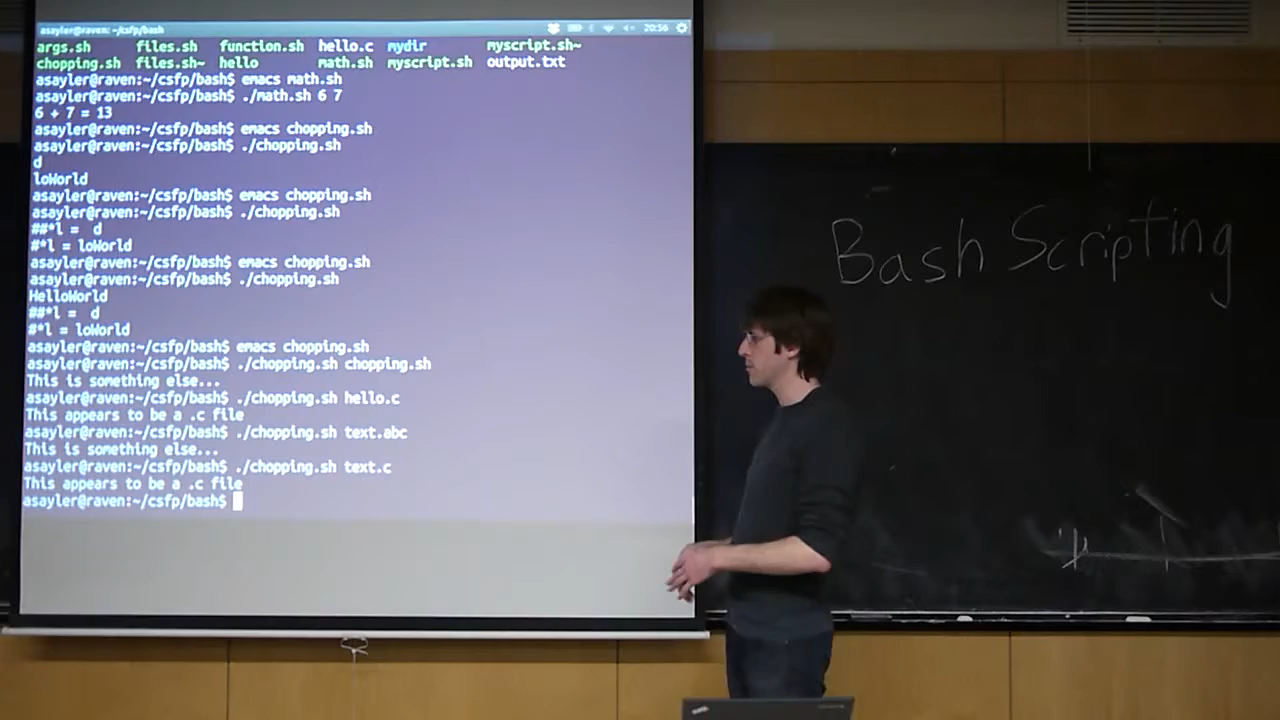 asayler@raven: ~/csfp/bash
20:56
args.sh files.sh function.sh hello.c mydir myscript.sh~
chopping.sh files.sh~ hello math.sh myscript.sh output.txt
asayler@raven:~/csfp/bash$ emacs math.sh
asayler@raven:~/csfp/bash$ ./math.sh 6 7
6 + 7 = 13
asayler@raven:~/csfp/bash$ emacs chopping.sh
asayler@raven:~/csfp/bash$ ./chopping.sh
d
loWorld
asayler@raven:~/csfp/bash$ emacs chopping.sh
asayler@raven:~/csfp/bash$ ./chopping.sh
##*l = d
#*l = loWorld
asayler@raven:~/csfp/bash$ emacs chopping.sh
asayler@raven:~/csfp/bash$ ./chopping.sh
HelloWorld
##*l = d
#*l = loWorld
asayler@raven:~/csfp/bash$ emacs chopping.sh
asayler@raven:~/csfp/bash$ ./chopping.sh chopping.sh
This is something else...
asayler@raven:~/csfp/bash$ ./chopping.sh hello.c
This appears to be a .c file
asayler@raven:~/csfp/bash$ ./chopping.sh text.abc
This is something else...
asayler@raven:~/csfp/bash$ ./chopping.sh text.c
This appears to be a .c file
asayler@raven:~/csfp/bash$
Bash Scripting